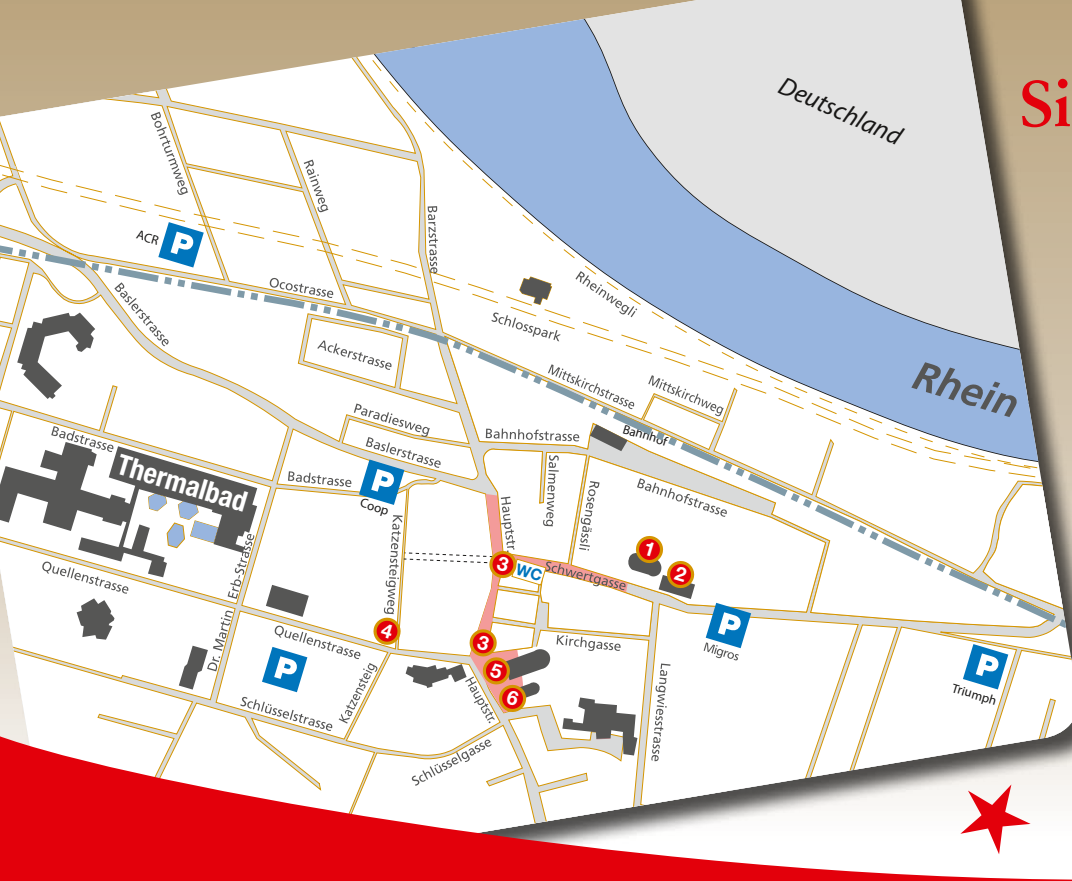 Deutschland
Si
Bohrturmweg
Rainweg
Barzstrasse
ACR
P
Ocostrasse
Rheinwegli
Schlosspark
Baslerstrasse
Ackerstrasse
Mittskirchstrasse
Mittskirchweg
Rhein
Paradiesweg
Bahnhofstrasse
Bahnhof
Badstrasse
Baslerstrasse
Thermalbad
Badstrasse
P
Coop
Salmenweg
Rosengässli
Bahnhofstrasse
Hauptstr.
Katzensteigweg
1
3
WC
Schwertgasse
2
Quellenstrasse
Dr. Martin Erb-Strasse
4
Quellenstrasse
3
Kirchgasse
P
Migros
P
5
6
P
Triumph
Katzensteig
Hauptstr.
Langwiesstrasse
Schlüsselstrasse
Schlüsselgasse